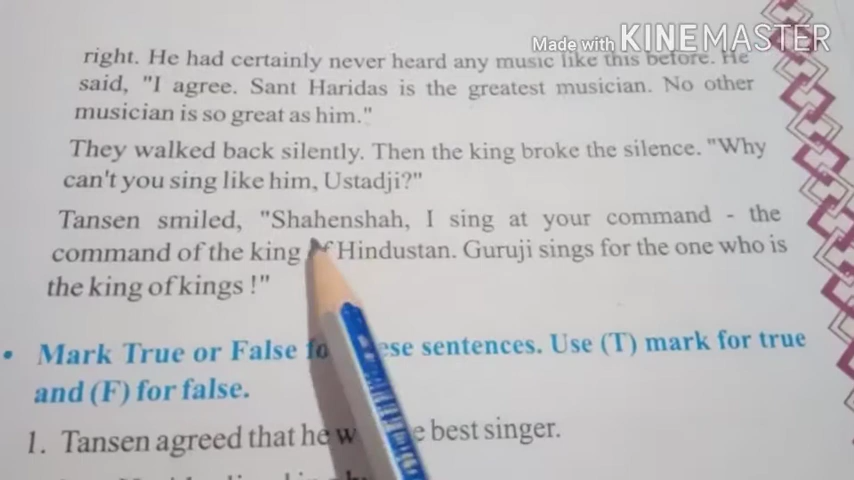 Made with KINEMASTER
right. He had certainly never heard any music like this before. He
said, "I agree. Sant Haridas is the greatest musician. No other
musician is so great as him."
They walked back silently. Then the king broke the silence. "Why
can't you sing like him, Ustadji?"
Tansen smiled, "Shahenshah, I sing at your command - the
command of the king of Hindustan. Guruji sings for the one who is
the king of kings !"
• Mark True or False these sentences. Use (T) mark for true
and (F) for false.
1. Tansen agreed that he best singer.